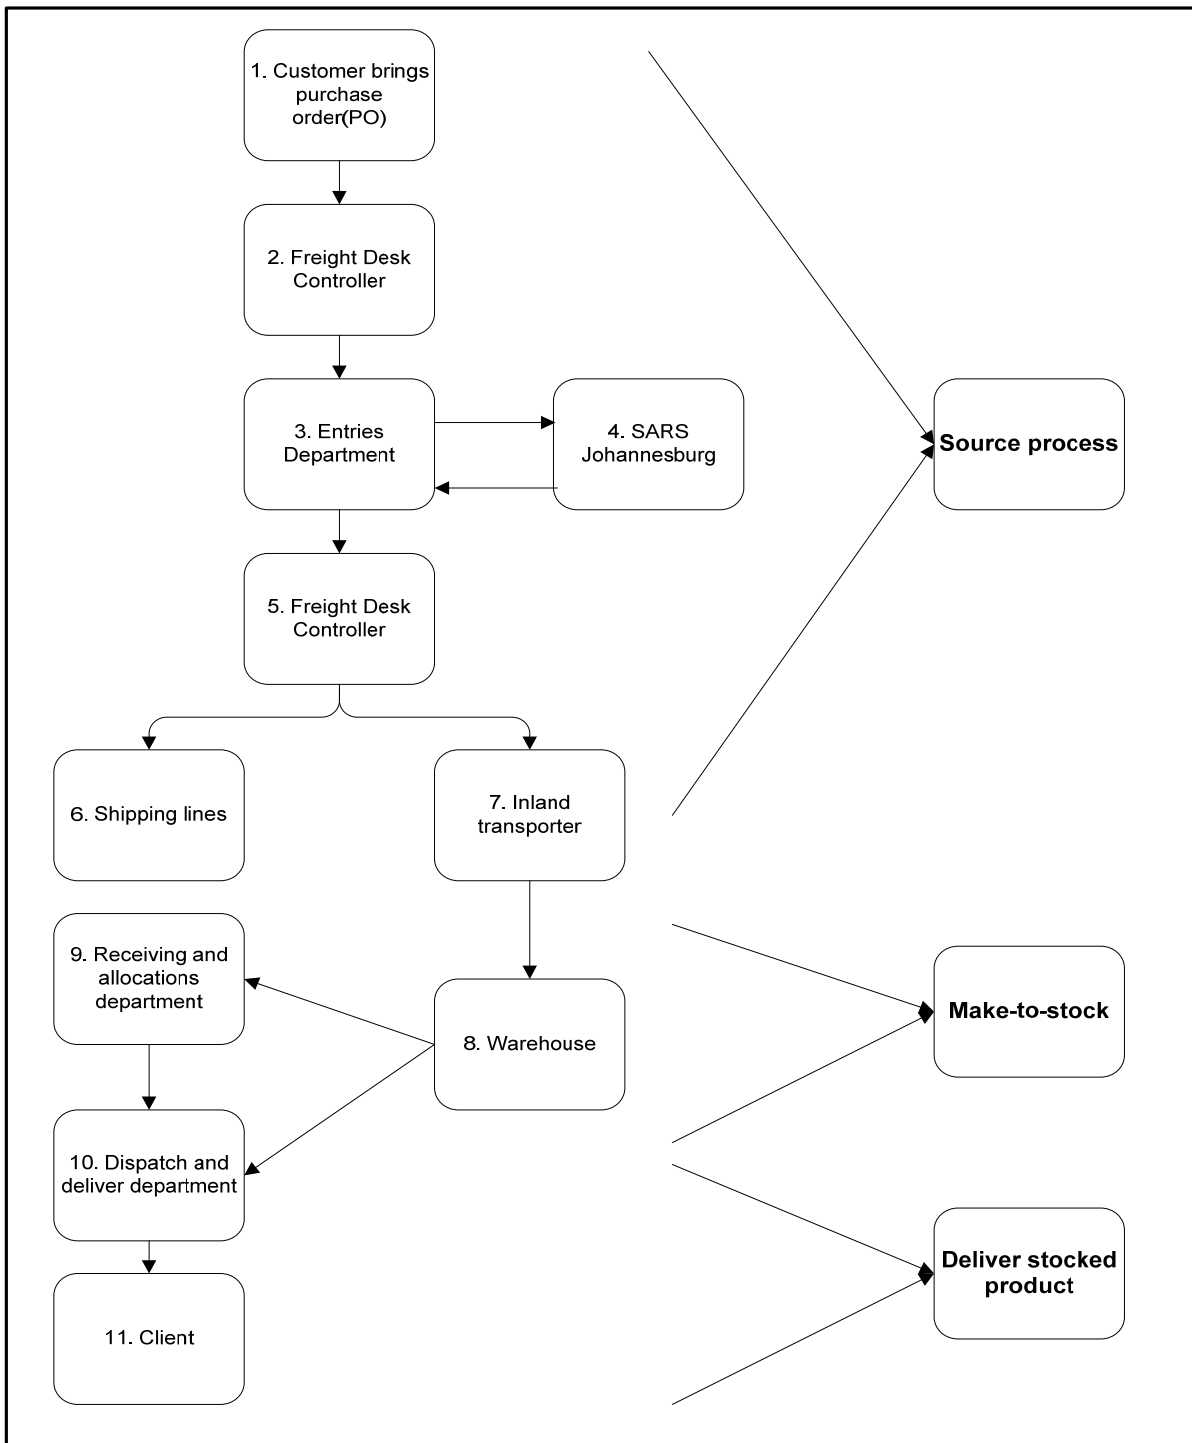 1. Customer brings
purchase
order(PO)
2. Freight Desk
Controller
3. Entries
Department
4. SARS
Johannesburg
Source process
5. Freight Desk
Controller
6. Shipping lines
7. Inland
transporter
9. Receiving and
allocations
department
8. Warehouse
Make-to-stock
10. Dispatch and
deliver department
Deliver stocked
product
11. Client